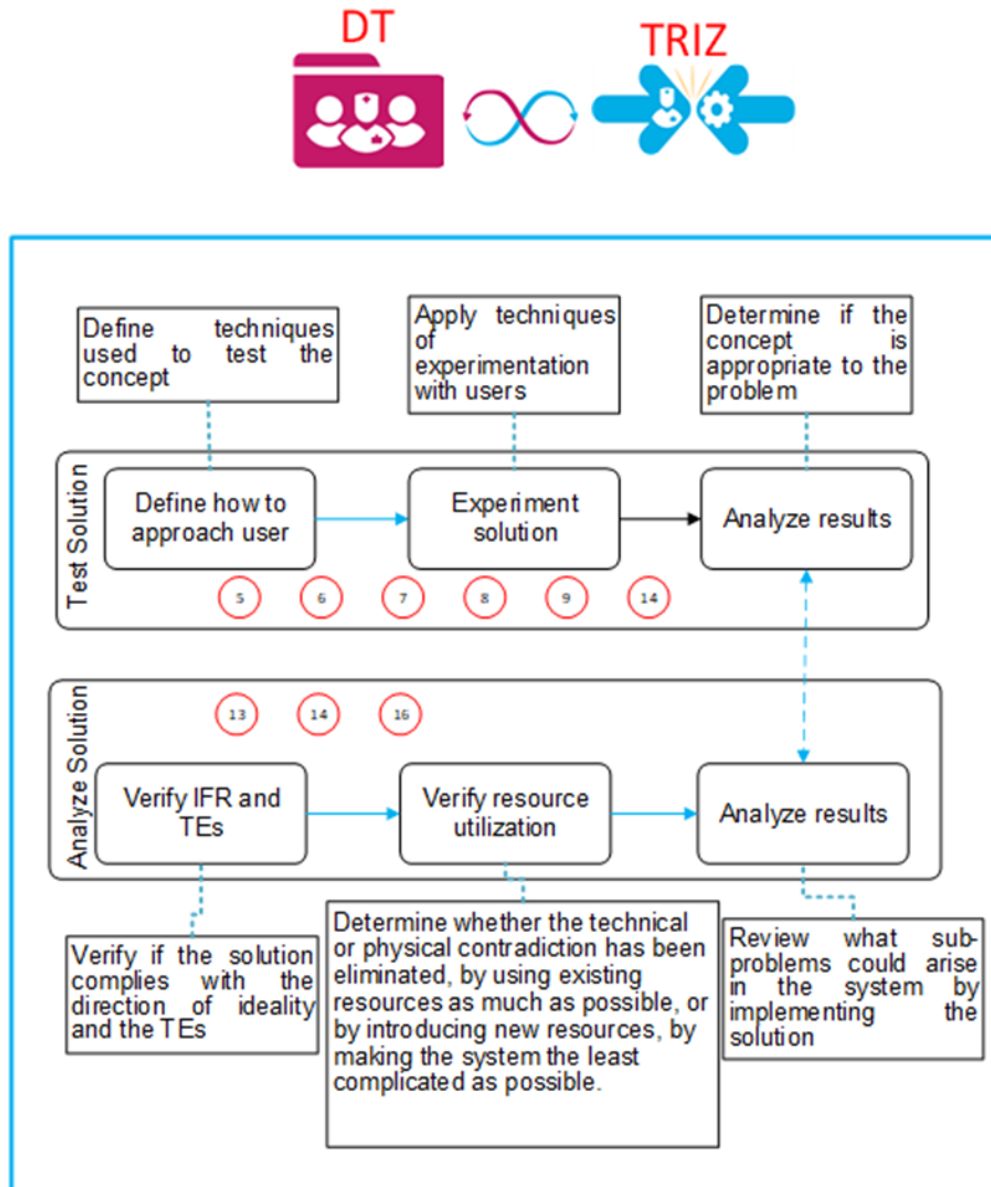 DT
TRIZ
Define techniques
used to test the
concept
Apply techniques
of
experimentation
with users
Determine if the
concept is
appropriate to the
problem
Test Solution
Define how to
approach user
Experiment
solution
Analyze results
5
6
7
8
9
14
Analyze Solution
13
14
16
Verify IFR and
TEs
Verify resource
utilization
Analyze results
Verify if the solution
complies with the
direction of ideality
and the TEs
Determine whether the technical
or physical contradiction has been
eliminated, by using existing
resources as much as possible, or
by introducing new resources, by
making the system the least
complicated as possible.
Review what sub-
problems could arise
in the system by
implementing the
solution